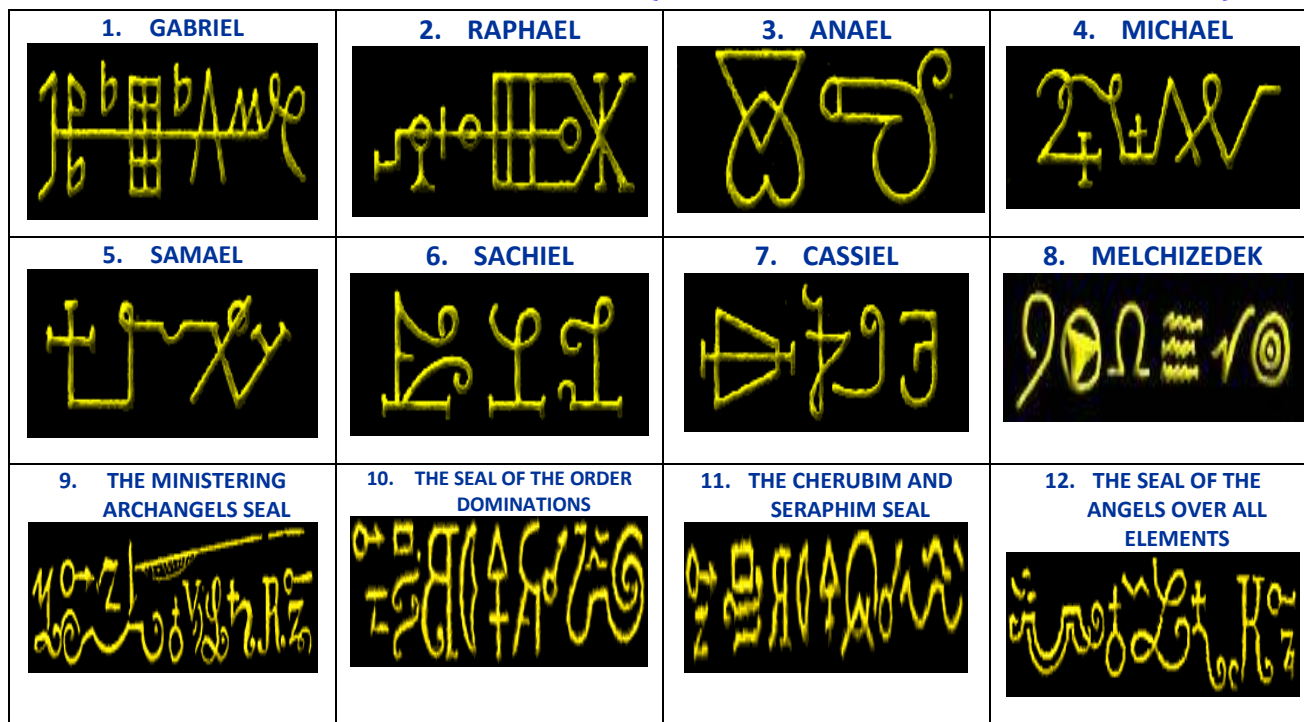 1. GABRIEL
2. RAPHAEL
3. ANAEL
4. MICHAEL
5. SAMAEL
6. SACHIEL
7. CASSIEL
8. MELCHIZEDEK
9. THE MINISTERING
ARCHANGELS SEAL
10. THE SEAL OF THE ORDER
DOMINATIONS
11. THE CHERUBIM AND
SERAPHIM SEAL
12. THE SEAL OF THE
ANGELS OVER ALL
ELEMENTS